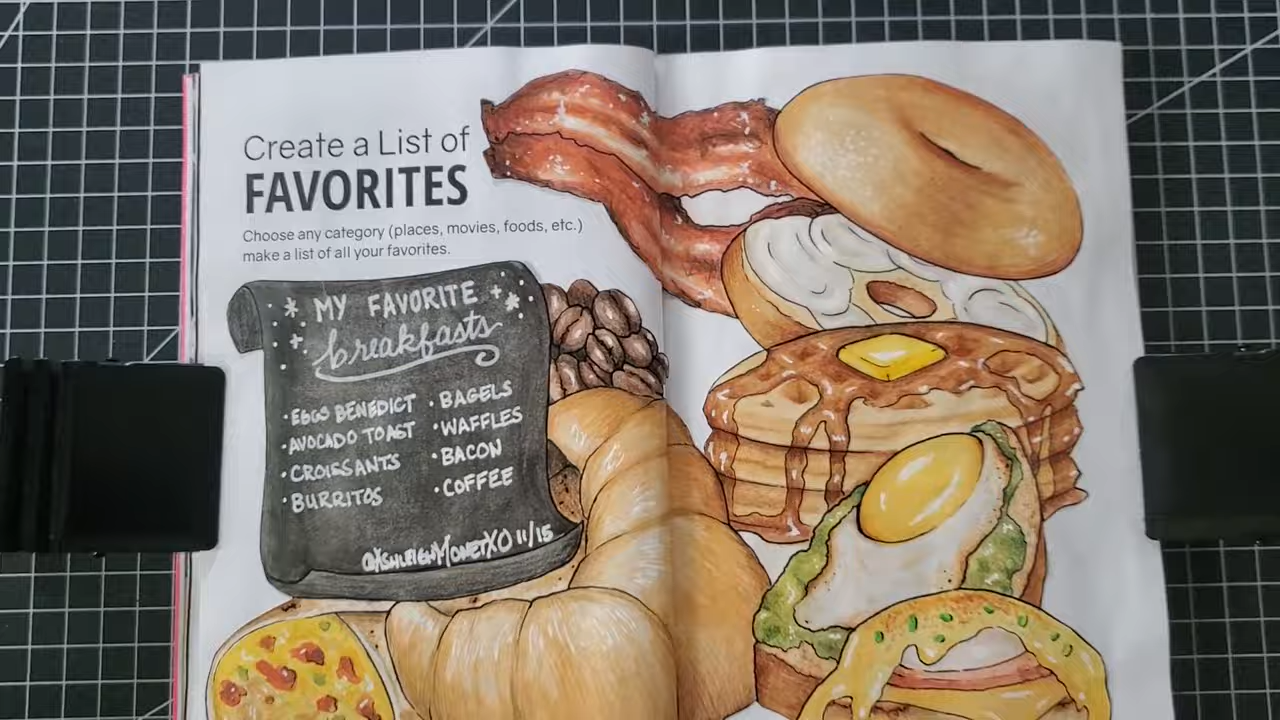 Create a List of
FAVORITES
Choose any category (places, movies, foods, etc.)
make a list of all your favorites.
MY FAVORITE
breakfasts
• EGGS BENEDICT
• AVOCADO TOAST
• CROISSANTS
• BURRITOS
• BAGELS
• WAFFLES
• BACON
• COFFEE
@ASHLEIGHMONETXO 11/15